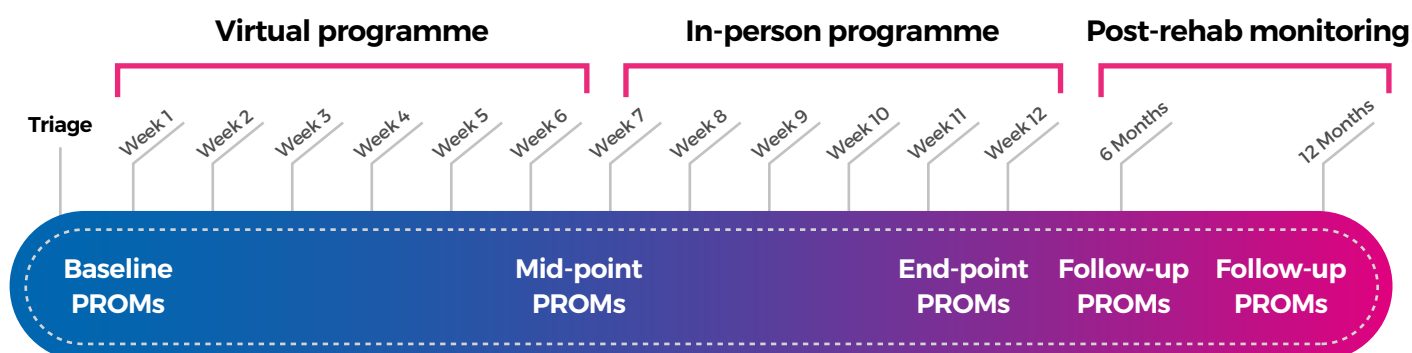 Virtual programme
In-person programme
Post-rehab monitoring
Triage
Week 1
Week 2
Week 3
Week 4
Week 5
Week 6
Week 7
Week 8
Week 9
Week 10
Week 11
Week 12
6 Months
12 Months
Baseline
PROMs
Mid-point
PROMs
End-point
PROMs
Follow-up
PROMs
Follow-up
PROMs